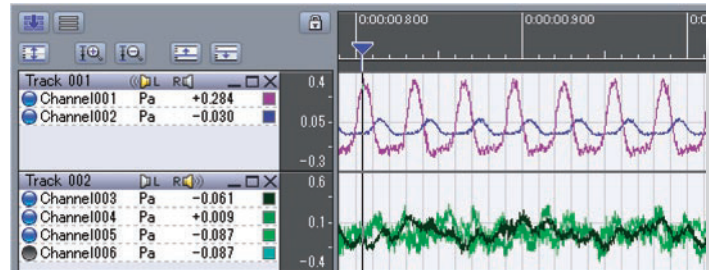 0:00:00.800 0:00:00.900 0:0
Track 001 L R
Channel001 Pa +0.284
Channel002 Pa -0.030
0.4
0.05
-0.3
Track 002 L R
Channel003 Pa -0.061
Channel004 Pa +0.009
Channel005 Pa -0.087
Channel006 Pa -0.087
0.6
0.1
-0.4